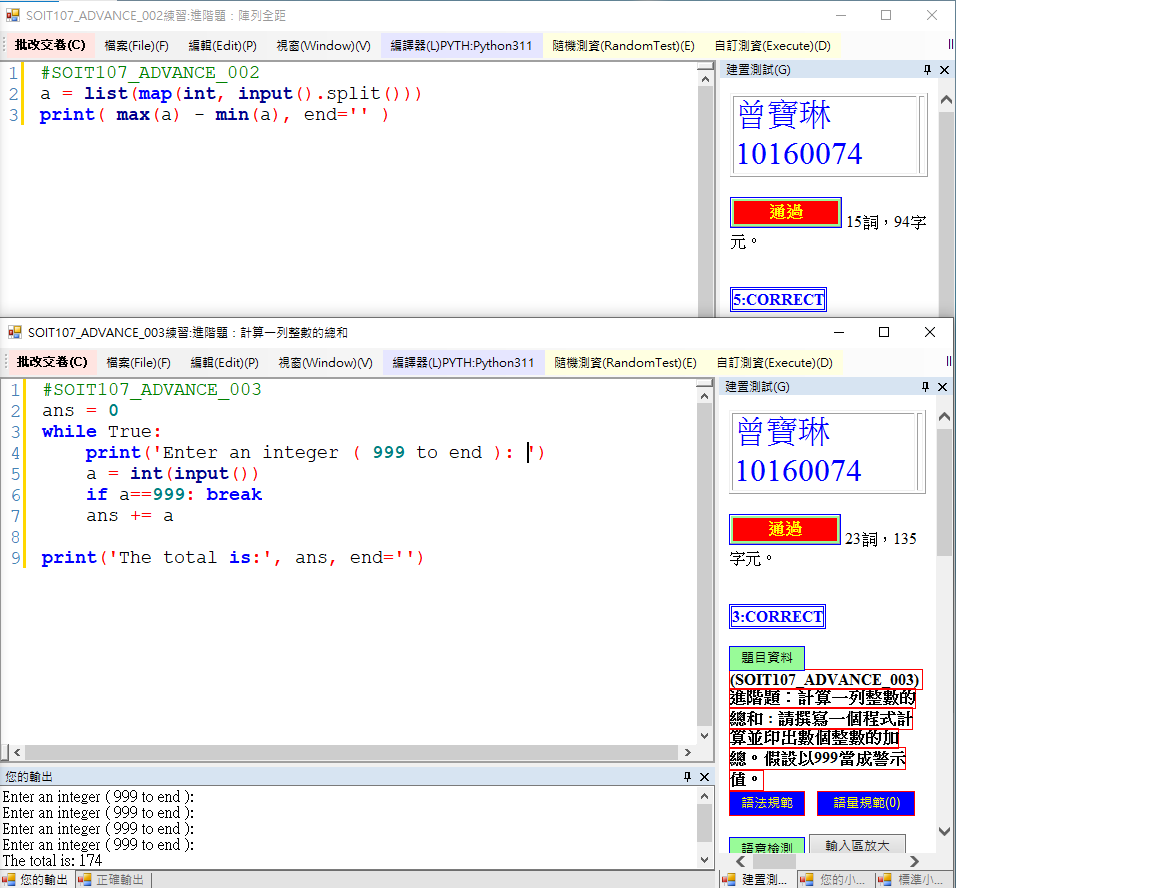 SOIT107_ADVANCE_002練習:進階題：陣列全距
批改交卷(C) 檔案(File)(F) 編輯(Edit)(P) 視窗(Window)(V) 編譯器(L)PYTH:Python311 隨機測資(RandomTest)(E) 自訂測資(Execute)(D)
1 #SOIT107_ADVANCE_002
2 a = list(map(int, input().split()))
3 print( max(a) - min(a), end='' )
建置測試(G)
曾寶琳
10160074
通過 15詞，94字
元。
5:CORRECT
SOIT107_ADVANCE_003練習:進階題：計算一列整數的總和
批改交卷(C) 檔案(File)(F) 編輯(Edit)(P) 視窗(Window)(V) 編譯器(L)PYTH:Python311 隨機測資(RandomTest)(E) 自訂測資(Execute)(D)
1 #SOIT107_ADVANCE_003
2 ans = 0
3 while True:
4     print('Enter an integer ( 999 to end ): ')
5     a = int(input())
6     if a==999: break
7     ans += a
8
9 print('The total is:', ans, end='')
建置測試(G)
曾寶琳
10160074
通過 23詞，135
字元。
3:CORRECT
題目資料
(SOIT107_ADVANCE_003)
進階題：計算一列整數的
總和：請撰寫一個程式計
算並印出數個整數的加
總。假設以999當成警示
值。
語法規範 語量規範(0)
語意檢測 輸入區放大
您的輸出
Enter an integer ( 999 to end ):
Enter an integer ( 999 to end ):
Enter an integer ( 999 to end ):
Enter an integer ( 999 to end ):
The total is: 174
您的輸出 正確輸出
建置測... 您的小... 標準小...